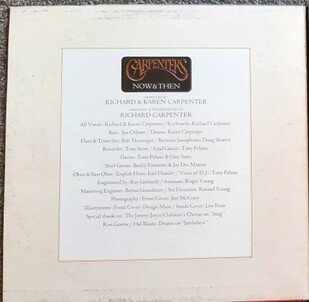 CARPENTERS
NOW & THEN
PRODUCED BY
RICHARD & KAREN CARPENTER
ARRANGED & ORCHESTRATED BY
RICHARD CARPENTER
All Vocals: Richard & Karen Carpenter / Keyboards: Richard Carpenter
Bass: Joe Osborn / Drums: Karen Carpenter
Flute & Tenor Sax: Bob Messenger / Baritone Saxophone: Doug Strawn
Recorder: Tom Scott / Lead Guitar: Tony Peluso
Guitar: Tony Peluso & Gary Sims
Steel Guitar: Buddy Emmons & Jay Dee Maness
Oboe & Bass Oboe-English Horn: Earl Dumler / Voice of D.J.: Tony Peluso
Engineered by: Ray Gerhardt / Assistant: Roger Young
Mastering Engineer: Bernie Grundman / Art Direction: Roland Young
Photography - Front Cover: Jim McCrary
Illustrations - Front Cover: Design Maru / Inside Cover: Len Freas
Special thanks to: The Jimmy Joyce Children's Chorus on "Sing"
Ron Gorow / Hal Blaine: Drums on "Jambalaya"